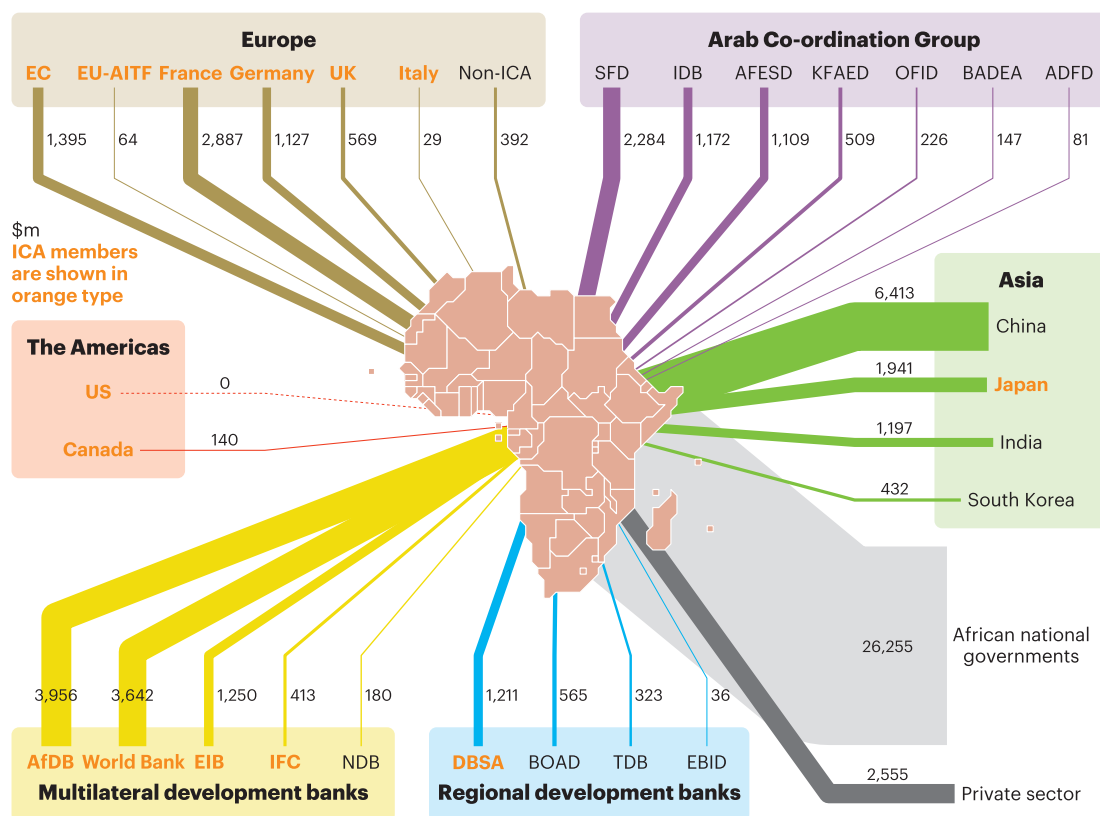 Europe
EC EU-AITF France Germany UK Italy Non-ICA
1,395 64 2,887 1,127 569 29 392
Arab Co-ordination Group
SFD IDB AFESD KFAED OFID BADEA ADFD
2,284 1,172 1,109 509 226 147 81
$m
ICA members
are shown in
orange type
The Americas
US 0
Canada 140
Asia
6,413
China
1,941
Japan
1,197
India
432
South Korea
26,255
African national
governments
2,555
Private sector
3,956 3,642 1,250 413 180
AfDB World Bank EIB IFC NDB
Multilateral development banks
1,211 565 323 36
DBSA BOAD TDB EBID
Regional development banks